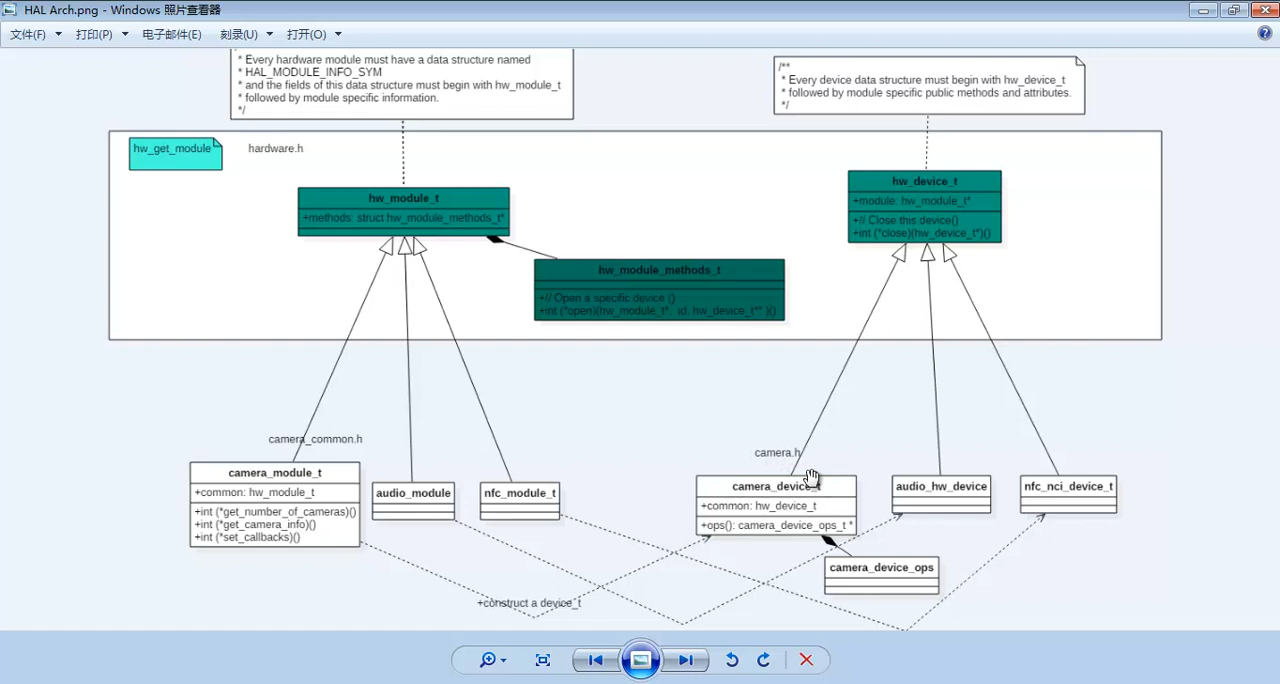 HAL Arch.png - Windows 照片查看器
文件(F) 打印(P) 电子邮件(E) 刻录(U) 打开(O)
* Every hardware module must have a data structure named
* HAL_MODULE_INFO_SYM
* and the fields of this data structure must begin with hw_module_t
* followed by module specific information.
*/
/**
* Every device data structure must begin with hw_device_t
* followed by module specific public methods and attributes.
*/
hw_get_module
hardware.h
hw_module_t
+methods: struct hw_module_methods_t*
hw_device_t
+module: hw_module_t*
+// Close this device()
+int (*close)(hw_device_t*)()
hw_module_methods_t
+// Open a specific device ()
+int (*open)(hw_module_t*, id, hw_device_t** )()
camera_common.h
camera_module_t
+common: hw_module_t
+int (*get_number_of_cameras)()
+int (*get_camera_info)()
+int (*set_callbacks)()
audio_module
nfc_module_t
camera.h
camera_device_t
+common: hw_device_t
+ops(): camera_device_ops_t *
audio_hw_device
nfc_nci_device_t
camera_device_ops
+construct a device_t